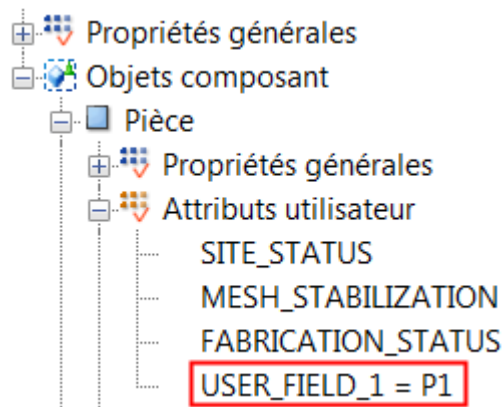 Propriétés générales
Objets composant
Pièce
Propriétés générales
Attributs utilisateur
SITE_STATUS
MESH_STABILIZATION
FABRICATION_STATUS
USER_FIELD_1 = P1